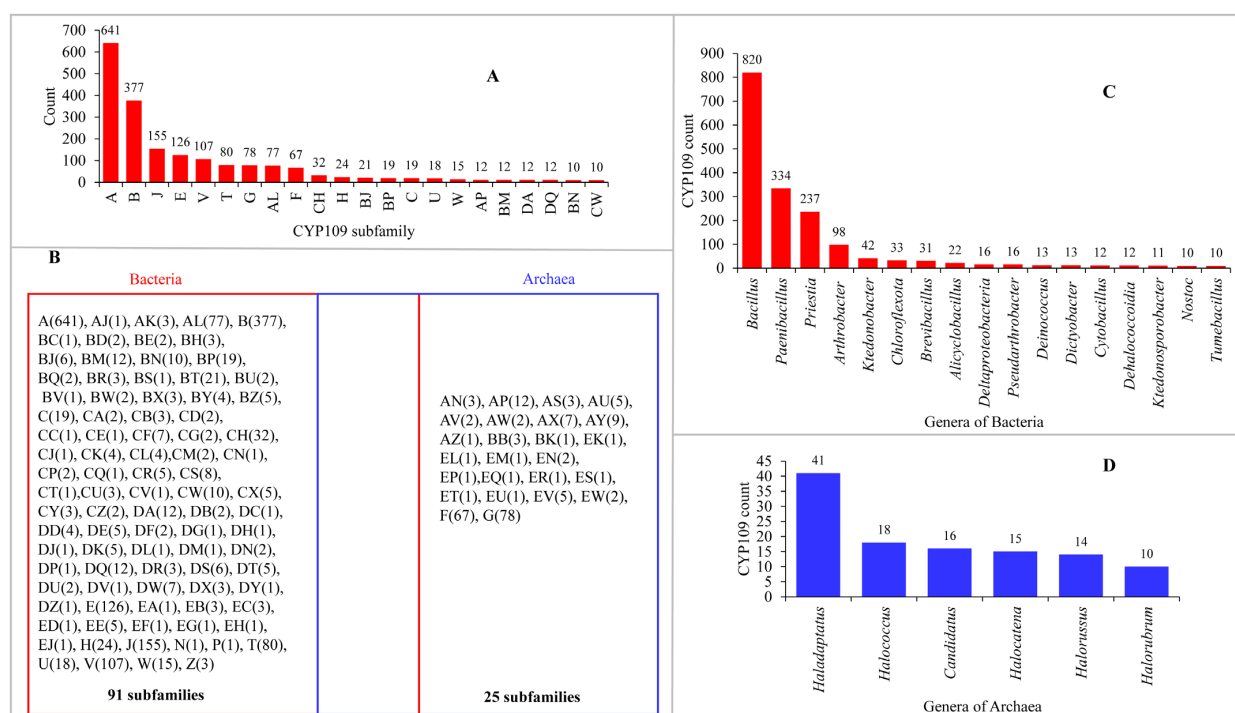 700
600
500
400
300
200
100
0
Count
641
377
155
126
107
80
78
77
67
32
24
21
19
19
18
15
12
12
12
12
10
10
A
A
B
J
E
V
T
G
AL
F
CH
H
BJ
BP
C
U
W
AP
BM
DA
DQ
BN
CW
CYP109 subfamily
B
Bacteria
Archaea
A(641), AJ(1), AK(3), AL(77), B(377),
BC(1), BD(2), BE(2), BH(3),
BJ(6), BM(12), BN(10), BP(19),
BQ(2), BR(3), BS(1), BT(21), BU(2),
BV(1), BW(2), BX(3), BY(4), BZ(5),
C(19), CA(2), CB(3), CD(2),
CC(1), CE(1), CF(7), CG(2), CH(32),
CJ(1), CK(4), CL(4),CM(2), CN(1),
CP(2), CQ(1), CR(5), CS(8),
CT(1),CU(3), CV(1), CW(10), CX(5),
CY(3), CZ(2), DA(12), DB(2), DC(1),
DD(4), DE(5), DF(2), DG(1), DH(1),
DJ(1), DK(5), DL(1), DM(1), DN(2),
DP(1), DQ(12), DR(3), DS(6), DT(5),
DU(2), DV(1), DW(7), DX(3), DY(1),
DZ(1), E(126), EA(1), EB(3), EC(3),
ED(1), EE(5), EF(1), EG(1), EH(1),
EJ(1), H(24), J(155), N(1), P(1), T(80),
U(18), V(107), W(15), Z(3)
91 subfamilies
AN(3), AP(12), AS(3), AU(5),
AV(2), AW(2), AX(7), AY(9),
AZ(1), BB(3), BK(1), EK(1),
EL(1), EM(1), EN(2),
EP(1),EQ(1), ER(1), ES(1),
ET(1), EU(1), EV(5), EW(2),
F(67), G(78)
25 subfamilies
900
800
700
600
500
400
300
200
100
0
CYP109 count
820
334
237
98
42
33
31
22
16
16
13
13
12
12
11
10
10
C
Bacillus
Paenibacillus
Priestia
Arthrobacter
Ktedonobacter
Chloroflexota
Brevibacillus
Alicyclobacillus
Deltaproteobacteria
Pseudarthrobacter
Deinococcus
Dictyobacter
Cytobacillus
Dehalococcoidia
Ktedonosporobacter
Nostoc
Tumebacillus
Genera of Bacteria
45
40
35
30
25
20
15
10
5
0
CYP109 count
41
18
16
15
14
10
D
Haladaptatus
Halococcus
Candidatus
Halocatena
Halorussus
Halorubrum
Genera of Archaea